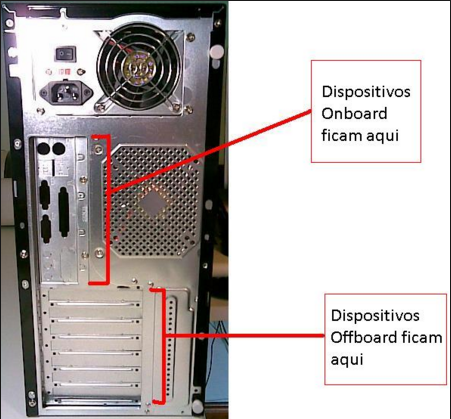 Dispositivos
Onboard
ficam aqui
Dispositivos
Offboard ficam
aqui